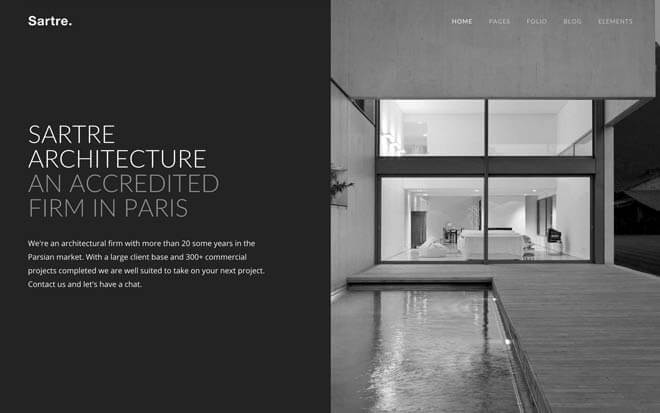 Sartre.
HOME PAGES FOLIO BLOG ELEMENTS
SARTRE
ARCHITECTURE
AN ACCREDITED
FIRM IN PARIS
We're an architectural firm with more than 20 some years in the
Parsian market. With a large client base and 300+ commercial
projects completed we are well suited to take on your next project.
Contact us and let's have a chat.